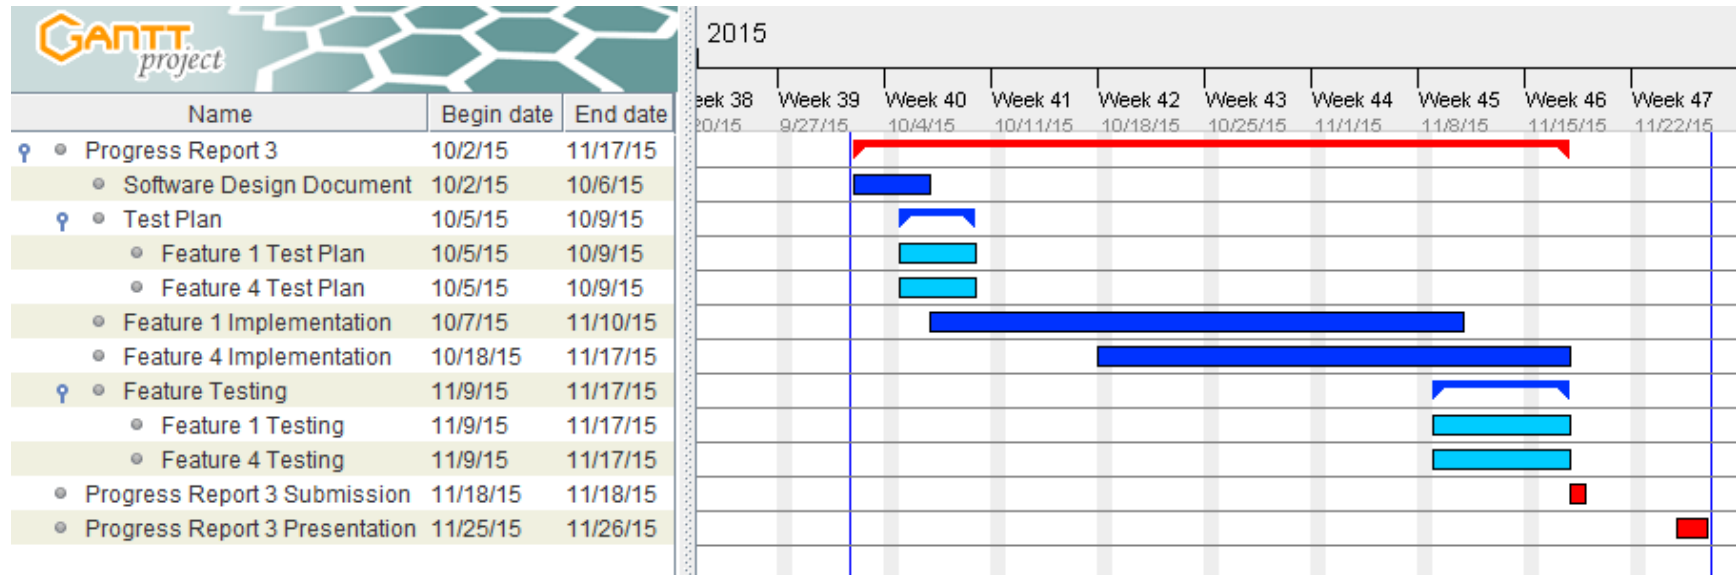 GANTT
project
2015
eek 38 Week 39 Week 40 Week 41 Week 42 Week 43 Week 44 Week 45 Week 46 Week 47
20/15 9/27/15 10/4/15 10/11/15 10/18/15 10/25/15 11/1/15 11/8/15 11/15/15 11/22/15
Name Begin date End date
Progress Report 3 10/2/15 11/17/15
Software Design Document 10/2/15 10/6/15
Test Plan 10/5/15 10/9/15
Feature 1 Test Plan 10/5/15 10/9/15
Feature 4 Test Plan 10/5/15 10/9/15
Feature 1 Implementation 10/7/15 11/10/15
Feature 4 Implementation 10/18/15 11/17/15
Feature Testing 11/9/15 11/17/15
Feature 1 Testing 11/9/15 11/17/15
Feature 4 Testing 11/9/15 11/17/15
Progress Report 3 Submission 11/18/15 11/18/15
Progress Report 3 Presentation 11/25/15 11/26/15